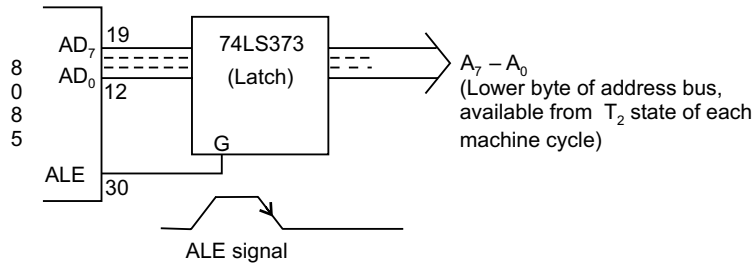 8
0
8
5
AD7
19
AD0
12
ALE
30
74LS373
(Latch)
G
A7 – A0
(Lower byte of address bus,
available from T2 state of each
machine cycle)
ALE signal